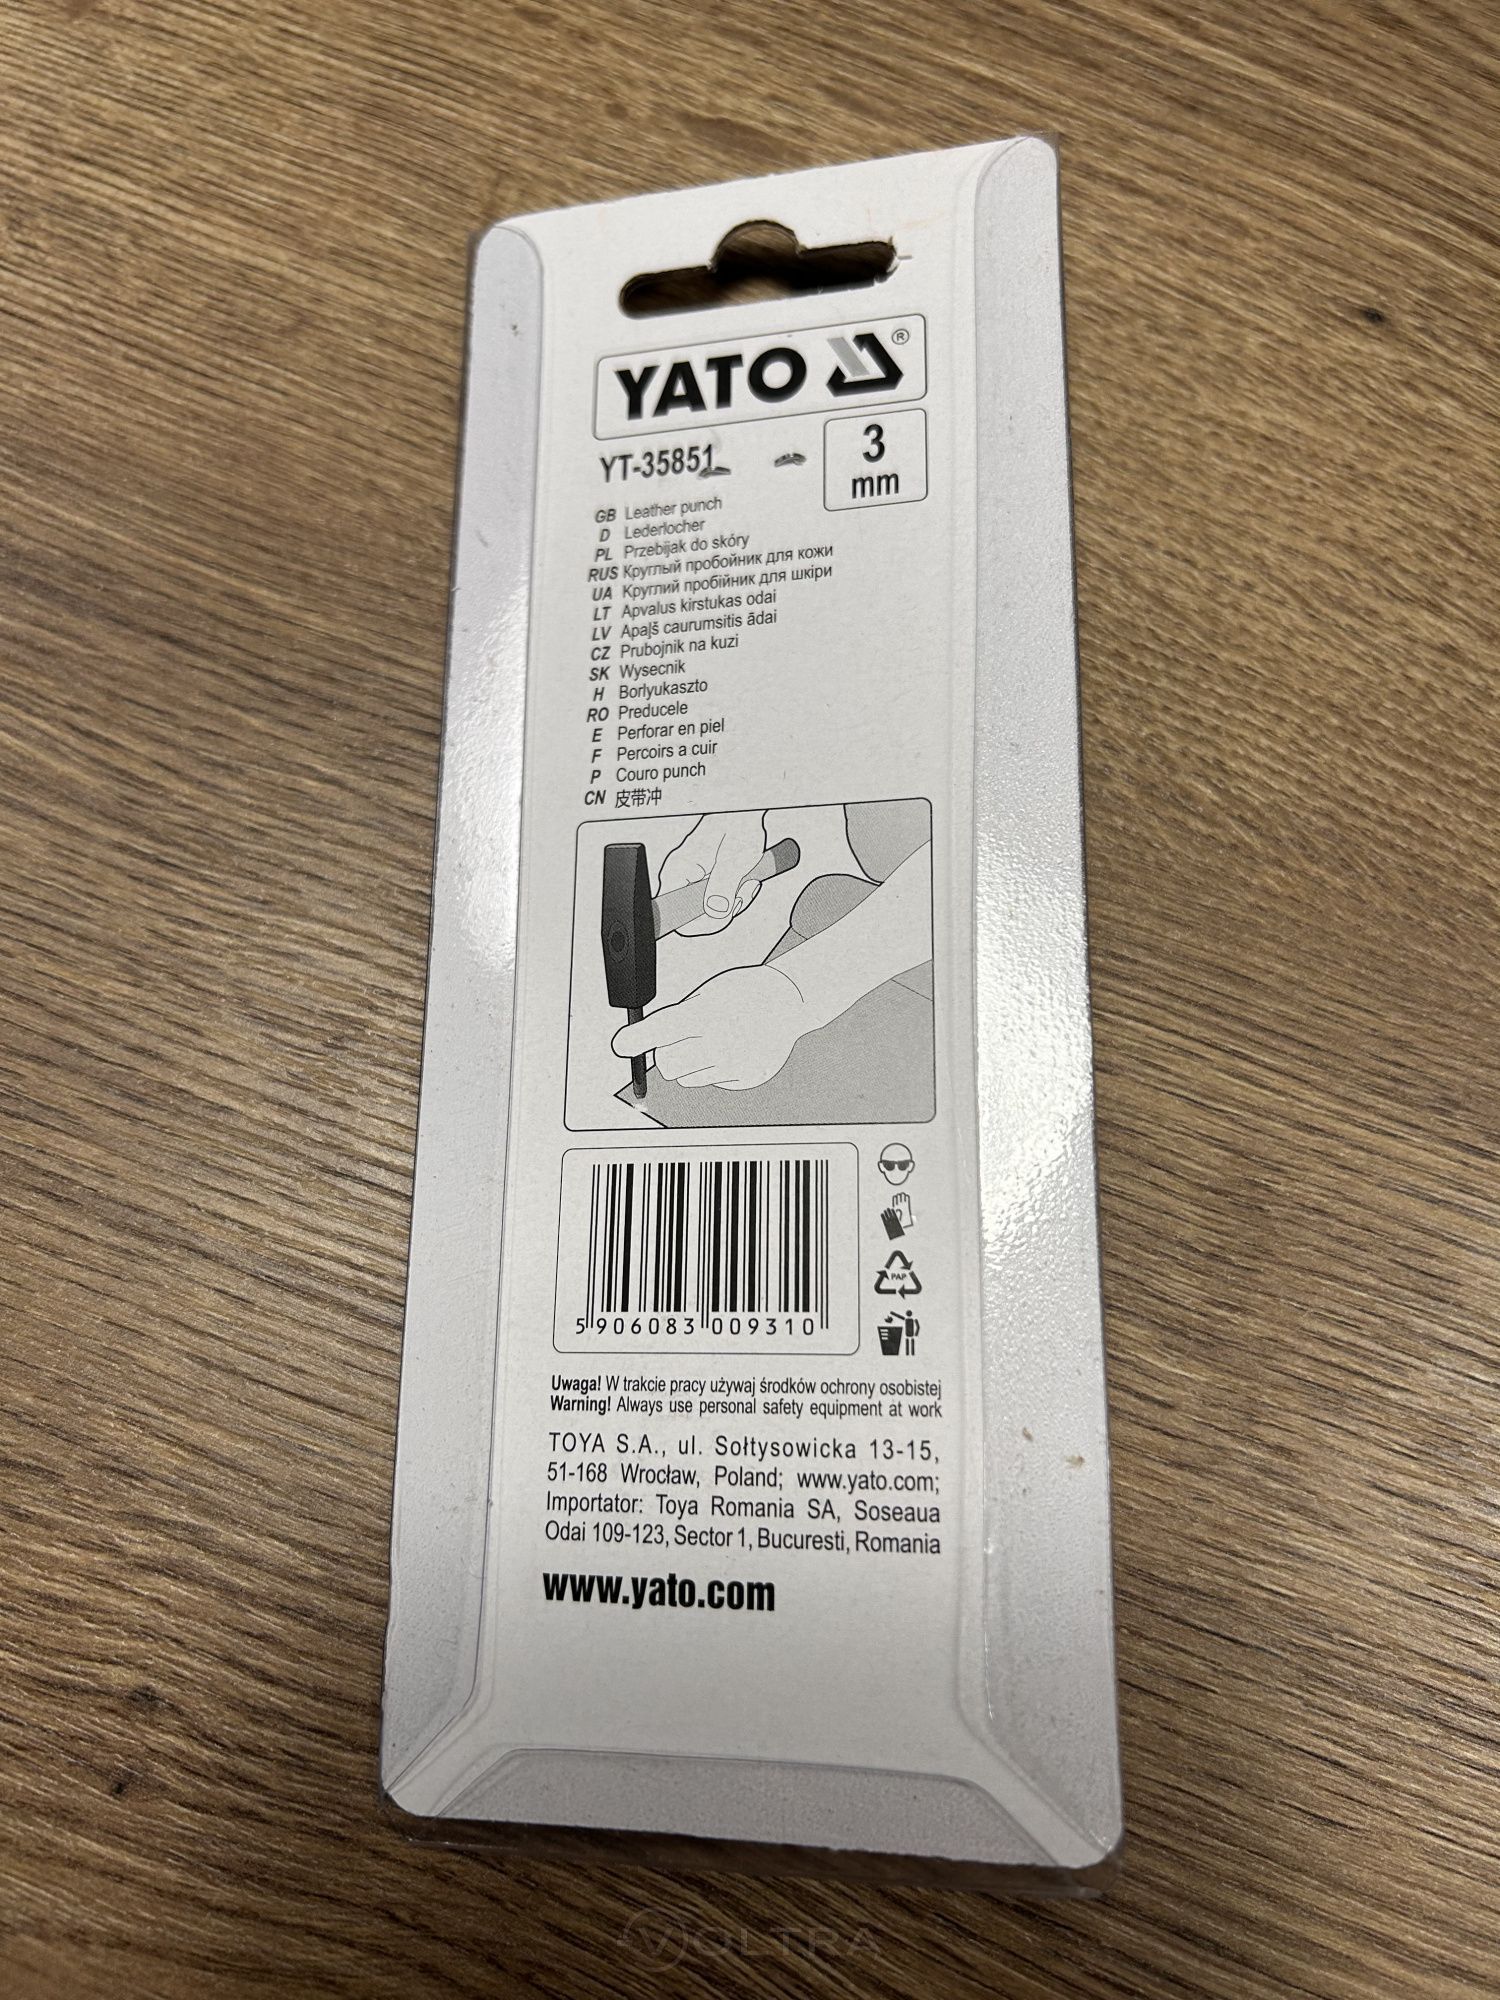 YATO ®
YT-35851
3
mm
GB Leather punch
D Lederlocher
PL Przebijak do skóry
RUS Круглый пробойник для кожи
UA Круглий пробійник для шкіри
LT Apvalus kirstukas odai
LV Apaļš caurumsitis ādai
CZ Prubojnik na kuzi
SK Wysecnik
H Borlyukaszto
RO Preducele
E Perforar en piel
F Percoirs a cuir
P Couro punch
CN 皮带冲
PAP
5 906083 009310
Uwaga! W trakcie pracy używaj środków ochrony osobistej
Warning! Always use personal safety equipment at work
TOYA S.A., ul. Sołtysowicka 13-15,
51-168 Wrocław, Poland; www.yato.com;
Importator: Toya Romania SA, Soseaua
Odai 109-123, Sector 1, Bucuresti, Romania
www.yato.com
VOLTRA